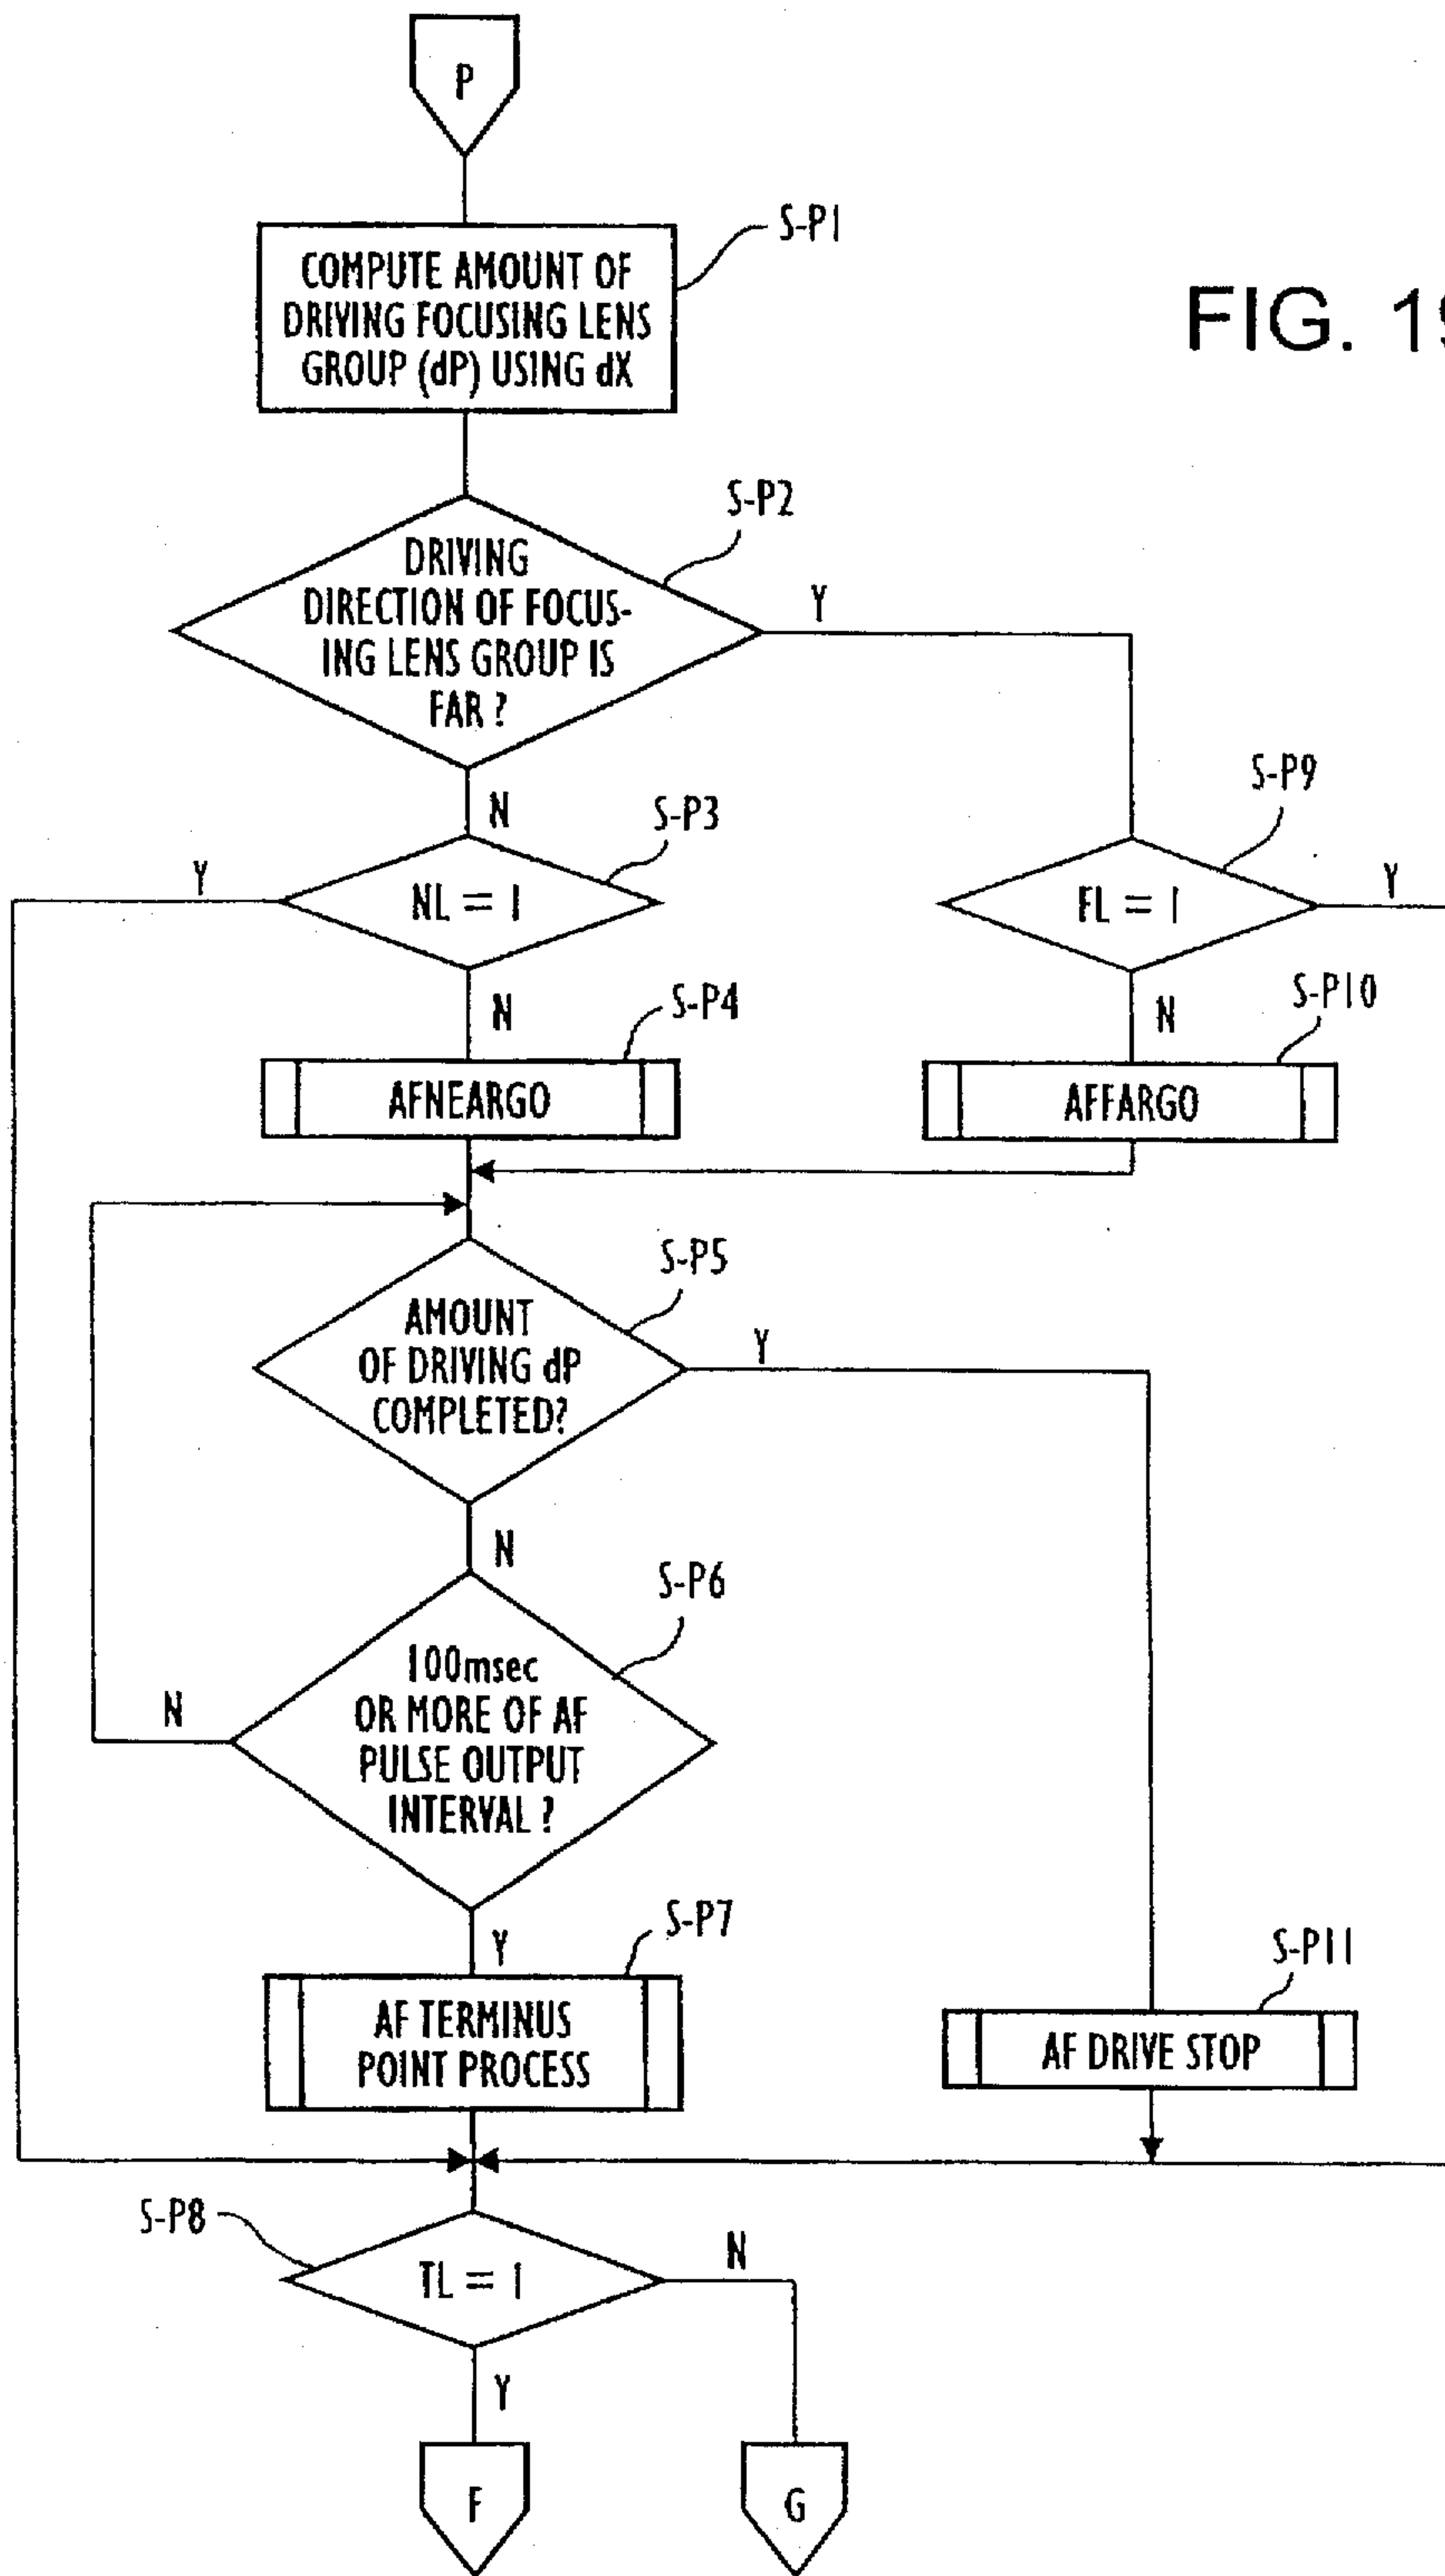 P
S-P1
COMPUTE AMOUNT OF
DRIVING FOCUSING LENS
GROUP (dP) USING dX
FIG. 19
S-P2
DRIVING
DIRECTION OF FOCUS-
ING LENS GROUP IS
FAR ?
Y
N
S-P3
Y
NL = 1
N
S-P9
FL = 1
Y
N
S-P4
AFNEARGO
S-P10
AFFARGO
S-P5
AMOUNT
OF DRIVING dP
COMPLETED?
Y
N
S-P6
100msec
OR MORE OF AF
PULSE OUTPUT
INTERVAL ?
N
Y
S-P7
AF TERMINUS
POINT PROCESS
S-P11
AF DRIVE STOP
S-P8
TL = 1
N
Y
F
G